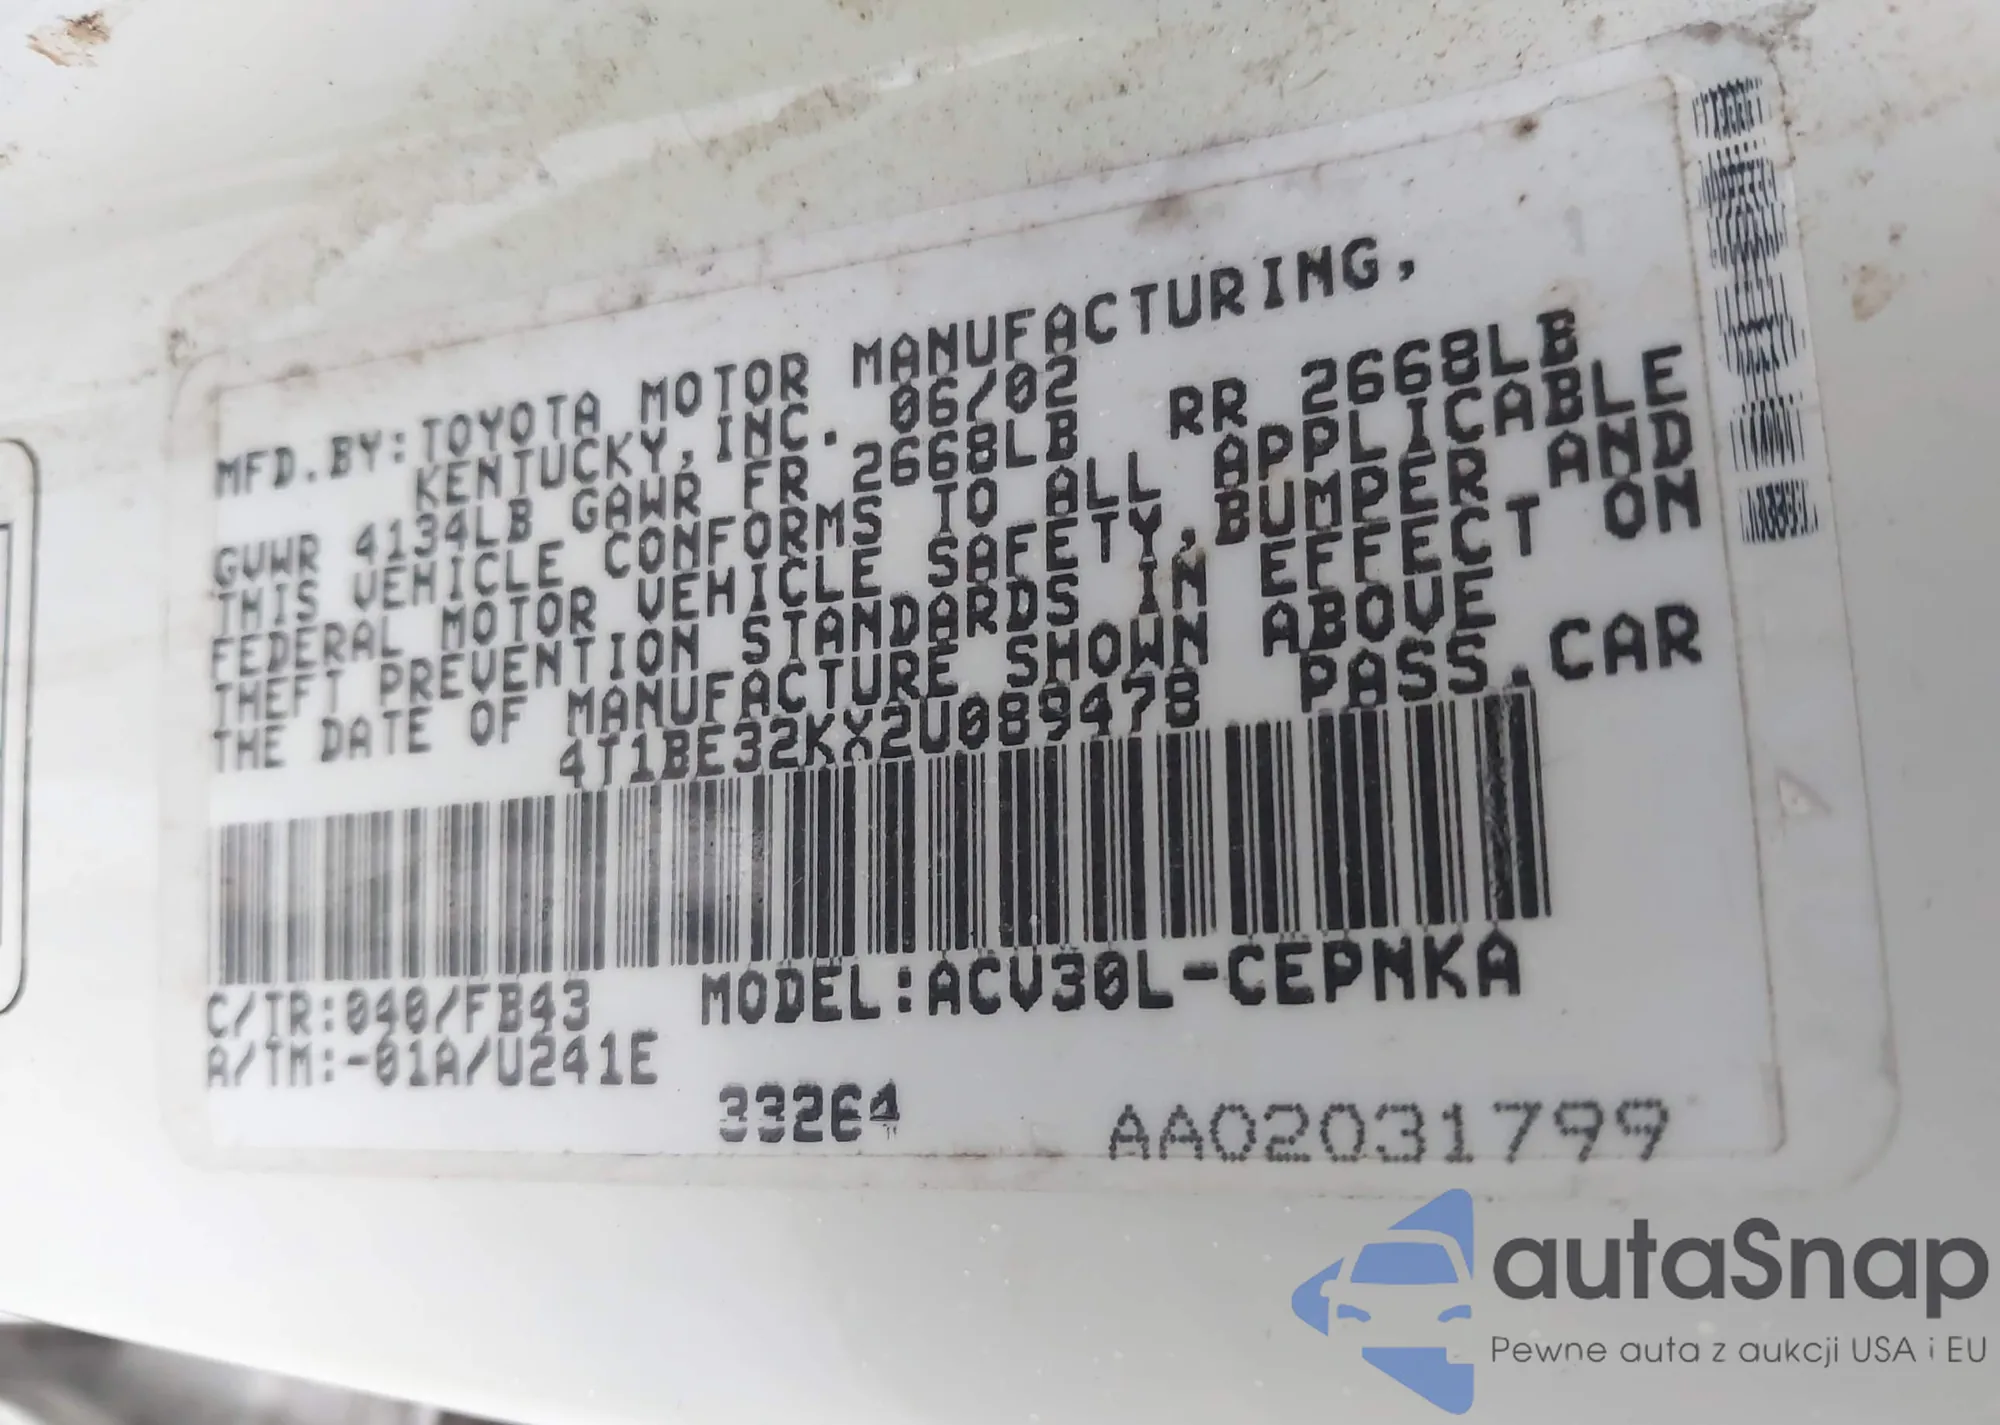 MFD.BY:TOYOTA MOTOR MANUFACTURING,
KENTUCKY,INC. 06/02
GVWR 4134LB GAWR FR 2668LB RR 2668LB
THIS VEHICLE CONFORMS TO ALL APPLICABLE
FEDERAL MOTOR VEHICLE SAFETY,BUMPER AND
THEFT PREVENTION STANDARDS IN EFFECT ON
THE DATE OF MANUFACTURE SHOWN ABOVE
4T1BE32KX2U089478 PASS.CAR
C/TR:040/FB43 MODEL:ACV30L-CEPNKA
A/TM:-01A/U241E
33264
AA02031799
autaSnap
Pewne auta z aukcji USA i EU